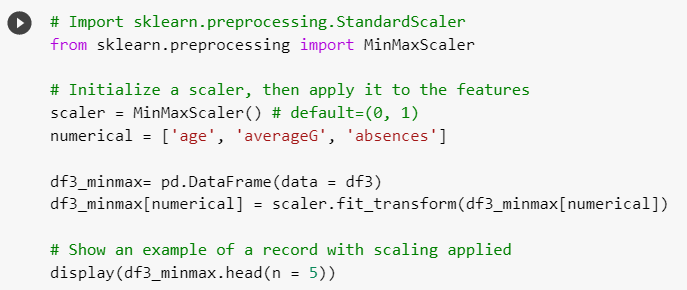 # Import sklearn.preprocessing.StandardScaler
from sklearn.preprocessing import MinMaxScaler
# Initialize a scaler, then apply it to the features
scaler = MinMaxScaler() # default=(0, 1)
numerical = ['age', 'averageG', 'absences']
df3_minmax= pd.DataFrame(data = df3)
df3_minmax[numerical] = scaler.fit_transform(df3_minmax[numerical])
# Show an example of a record with scaling applied
display(df3_minmax.head(n = 5))